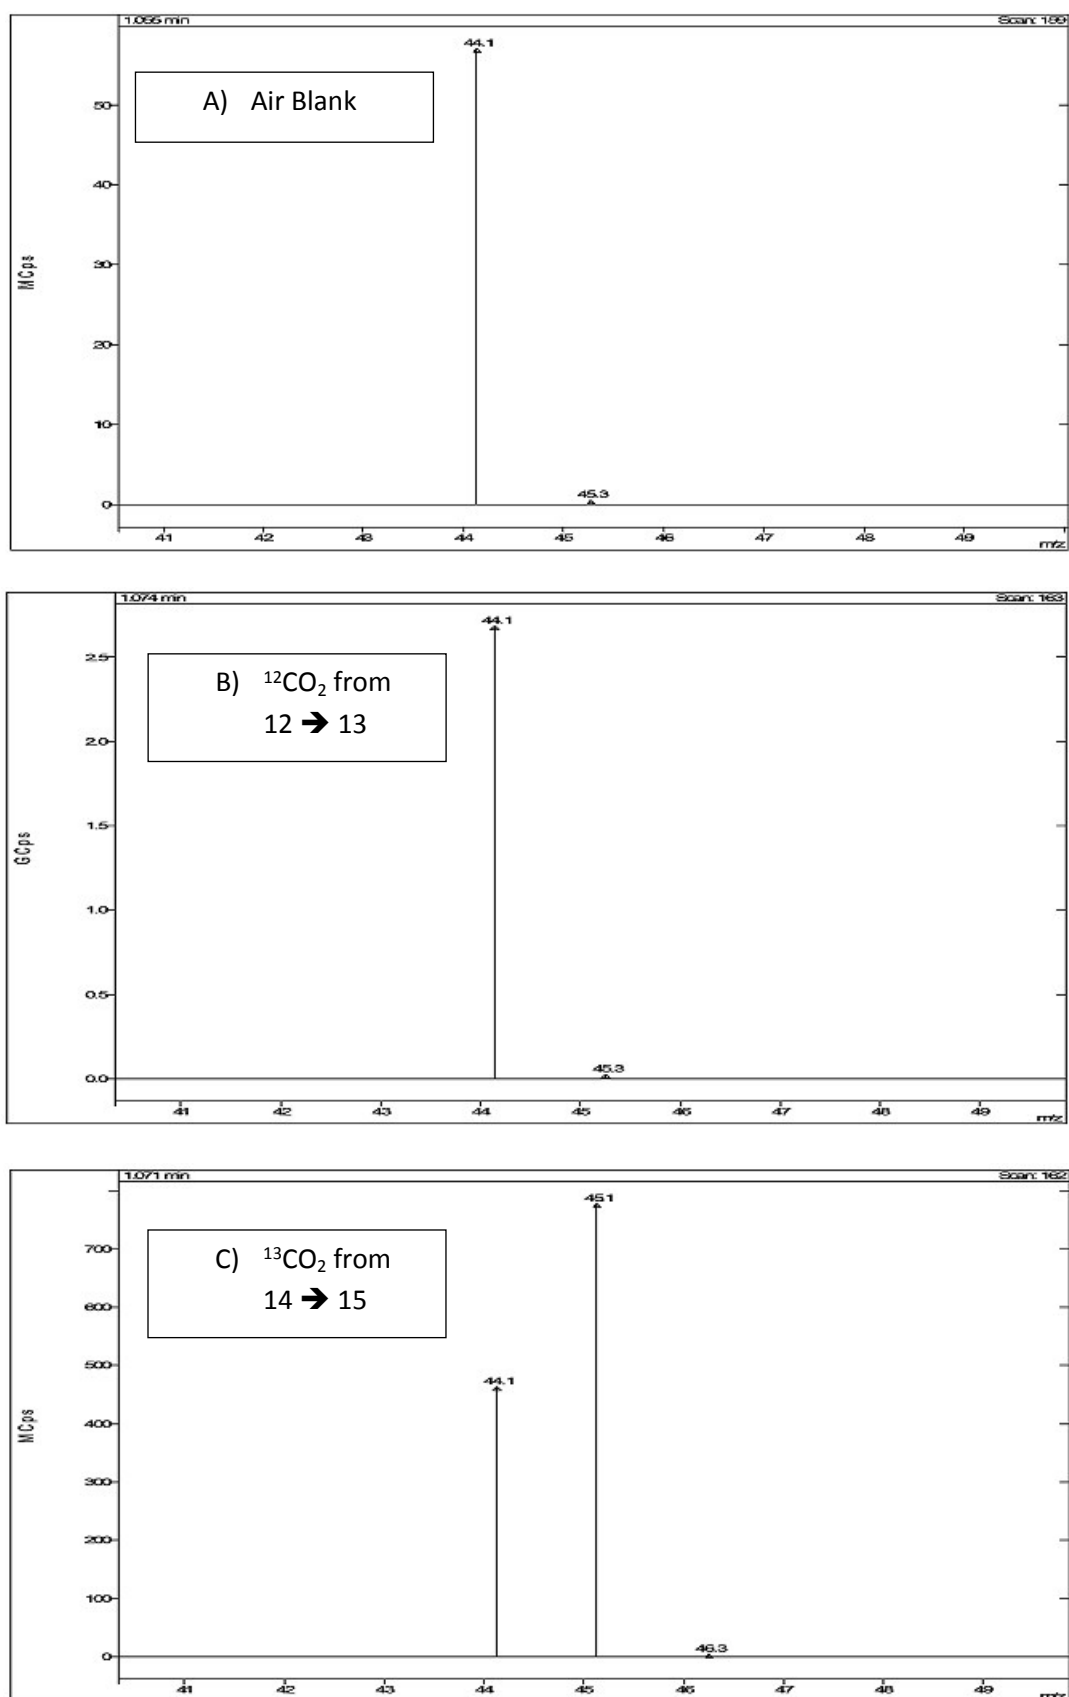 1.055 min Scan: 159
44.1
A) Air Blank
50
40
30
20
10
0
MCps
45.3
41 42 43 44 45 46 47 48 49
m/z
1.074 min Scan: 163
44.1
B) ¹²CO₂ from
12 ➔ 13
2.5
2.0
1.5
1.0
0.5
0.0
GCps
45.3
41 42 43 44 45 46 47 48 49
m/z
1.071 min Scan: 162
45.1
C) ¹³CO₂ from
14 ➔ 15
44.1
700
600
500
400
300
200
100
0
MCps
46.3
41 42 43 44 45 46 47 48 49
m/z